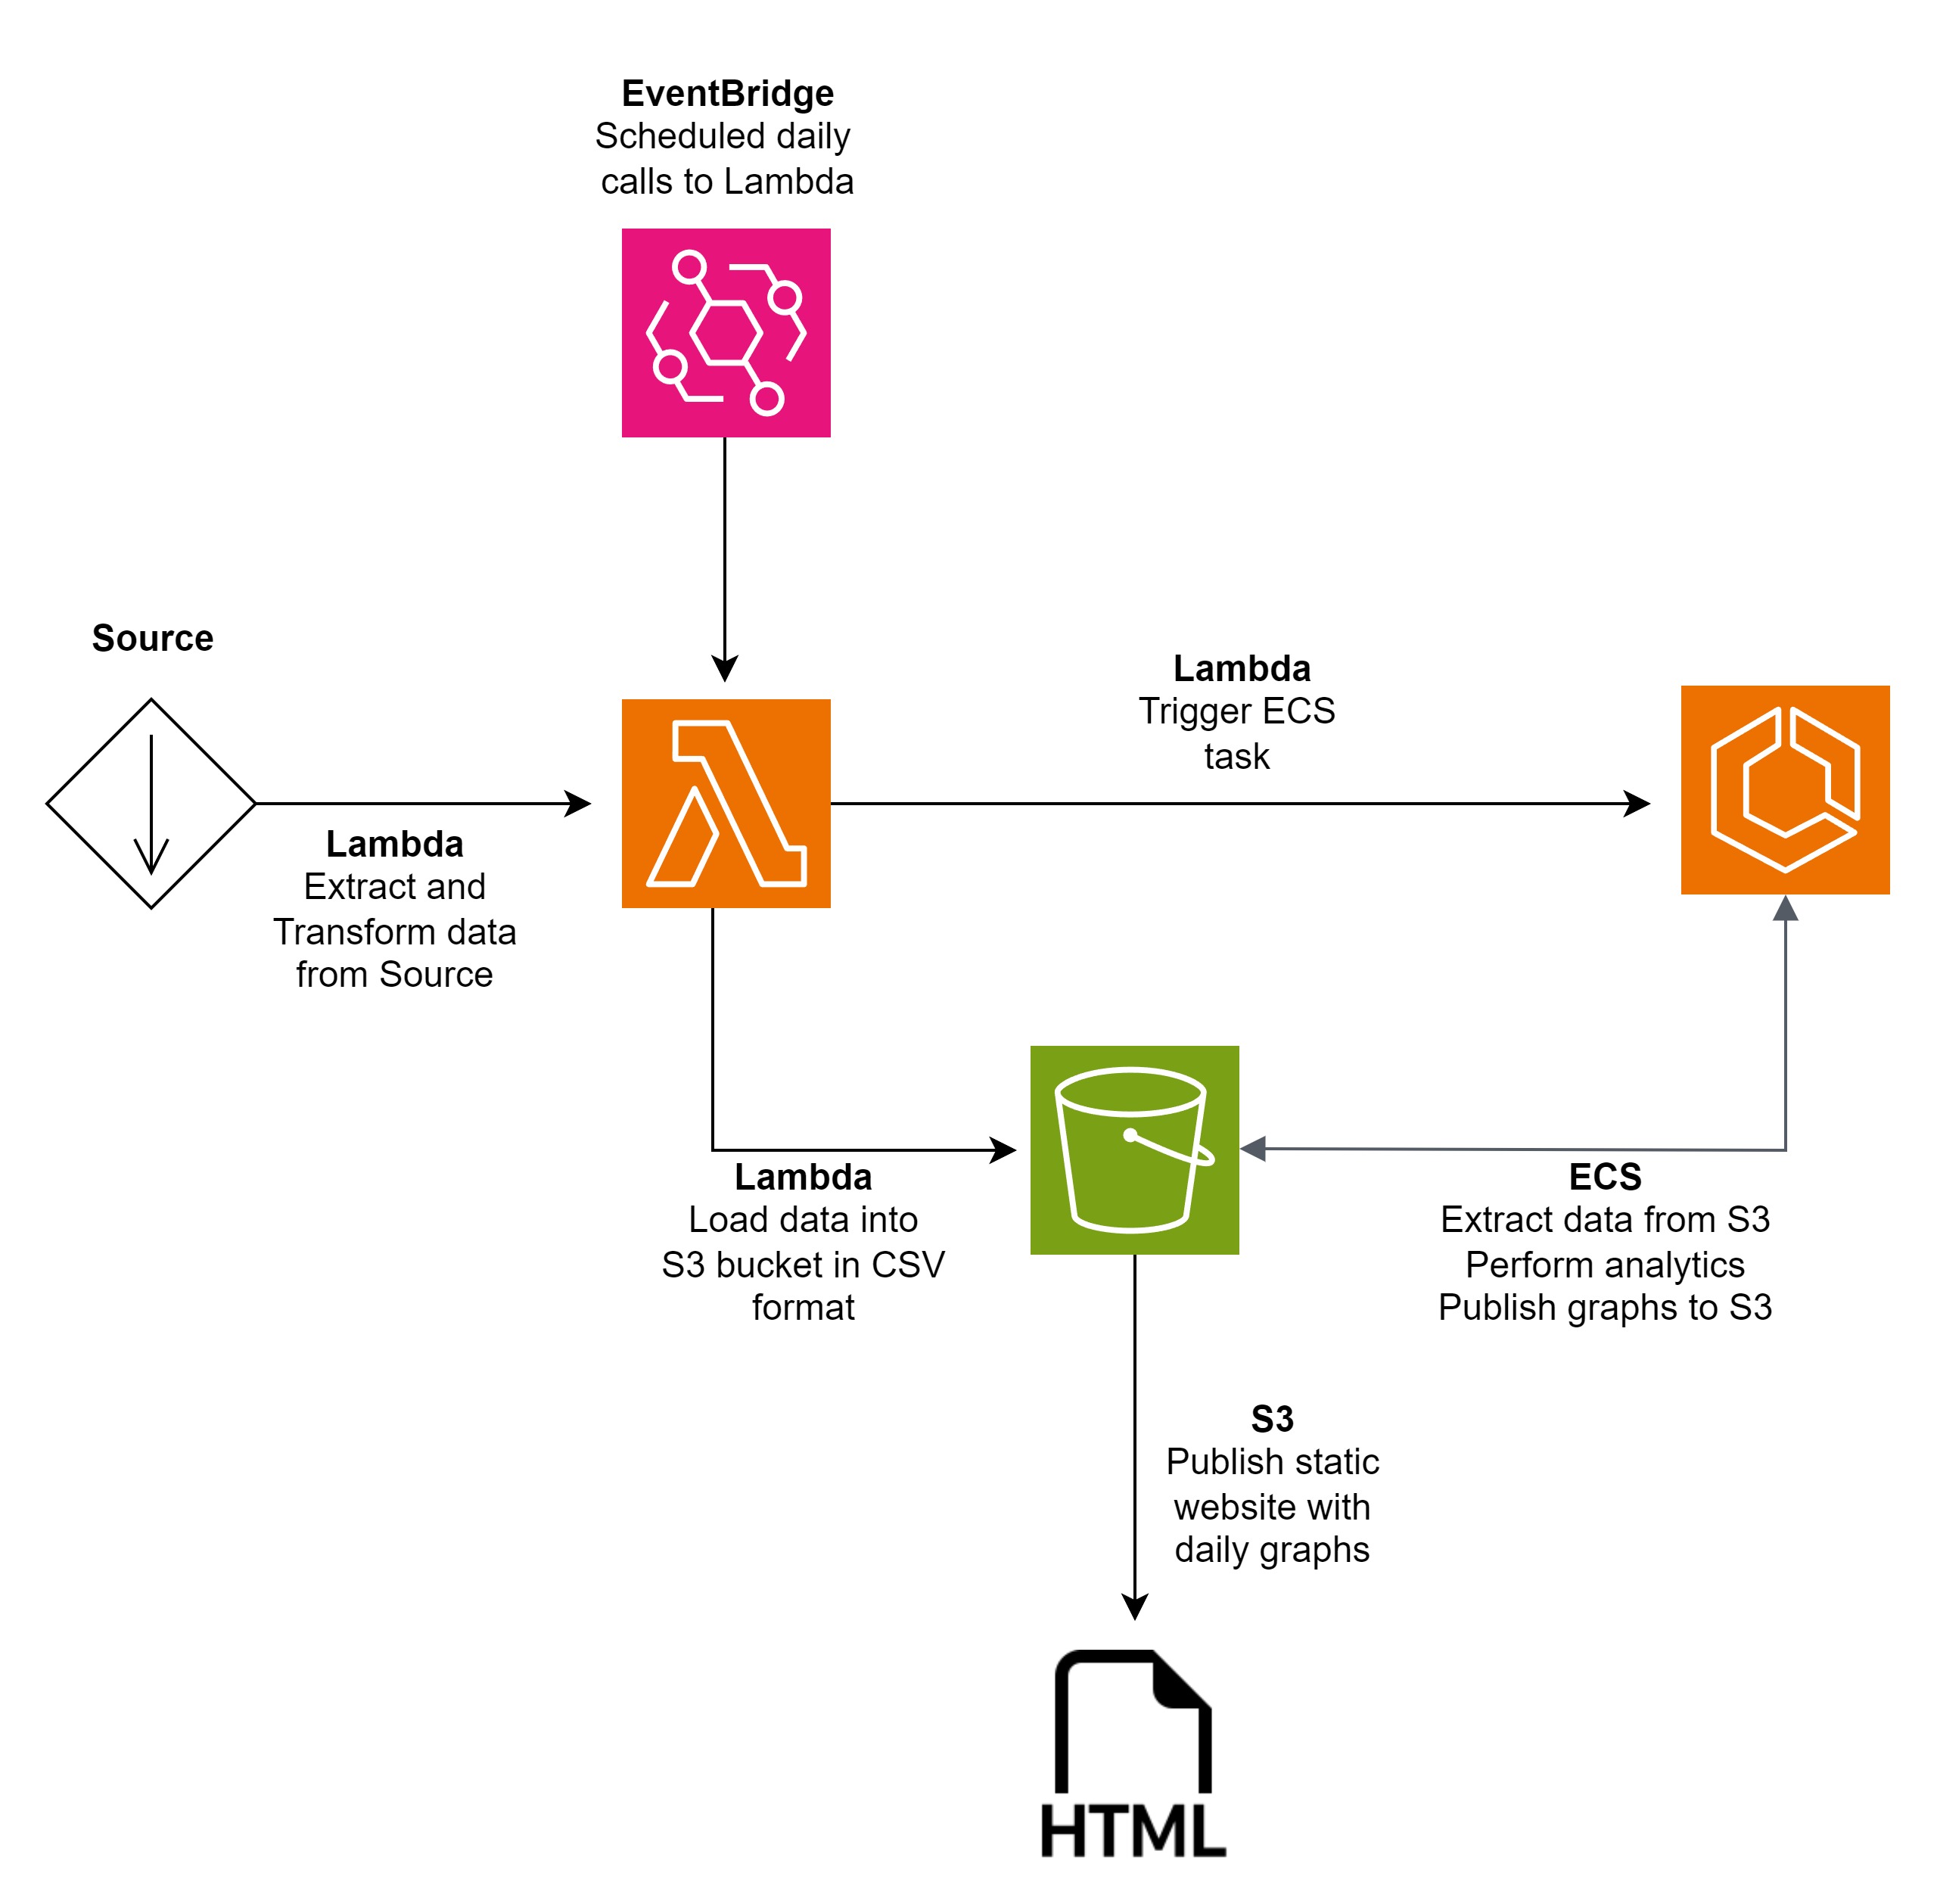 EventBridge
Scheduled daily
calls to Lambda
Source
Lambda
Trigger ECS
task
Lambda
Extract and
Transform data
from Source
Lambda
Load data into
S3 bucket in CSV
format
ECS
Extract data from S3
Perform analytics
Publish graphs to S3
S3
Publish static
website with
daily graphs
HTML